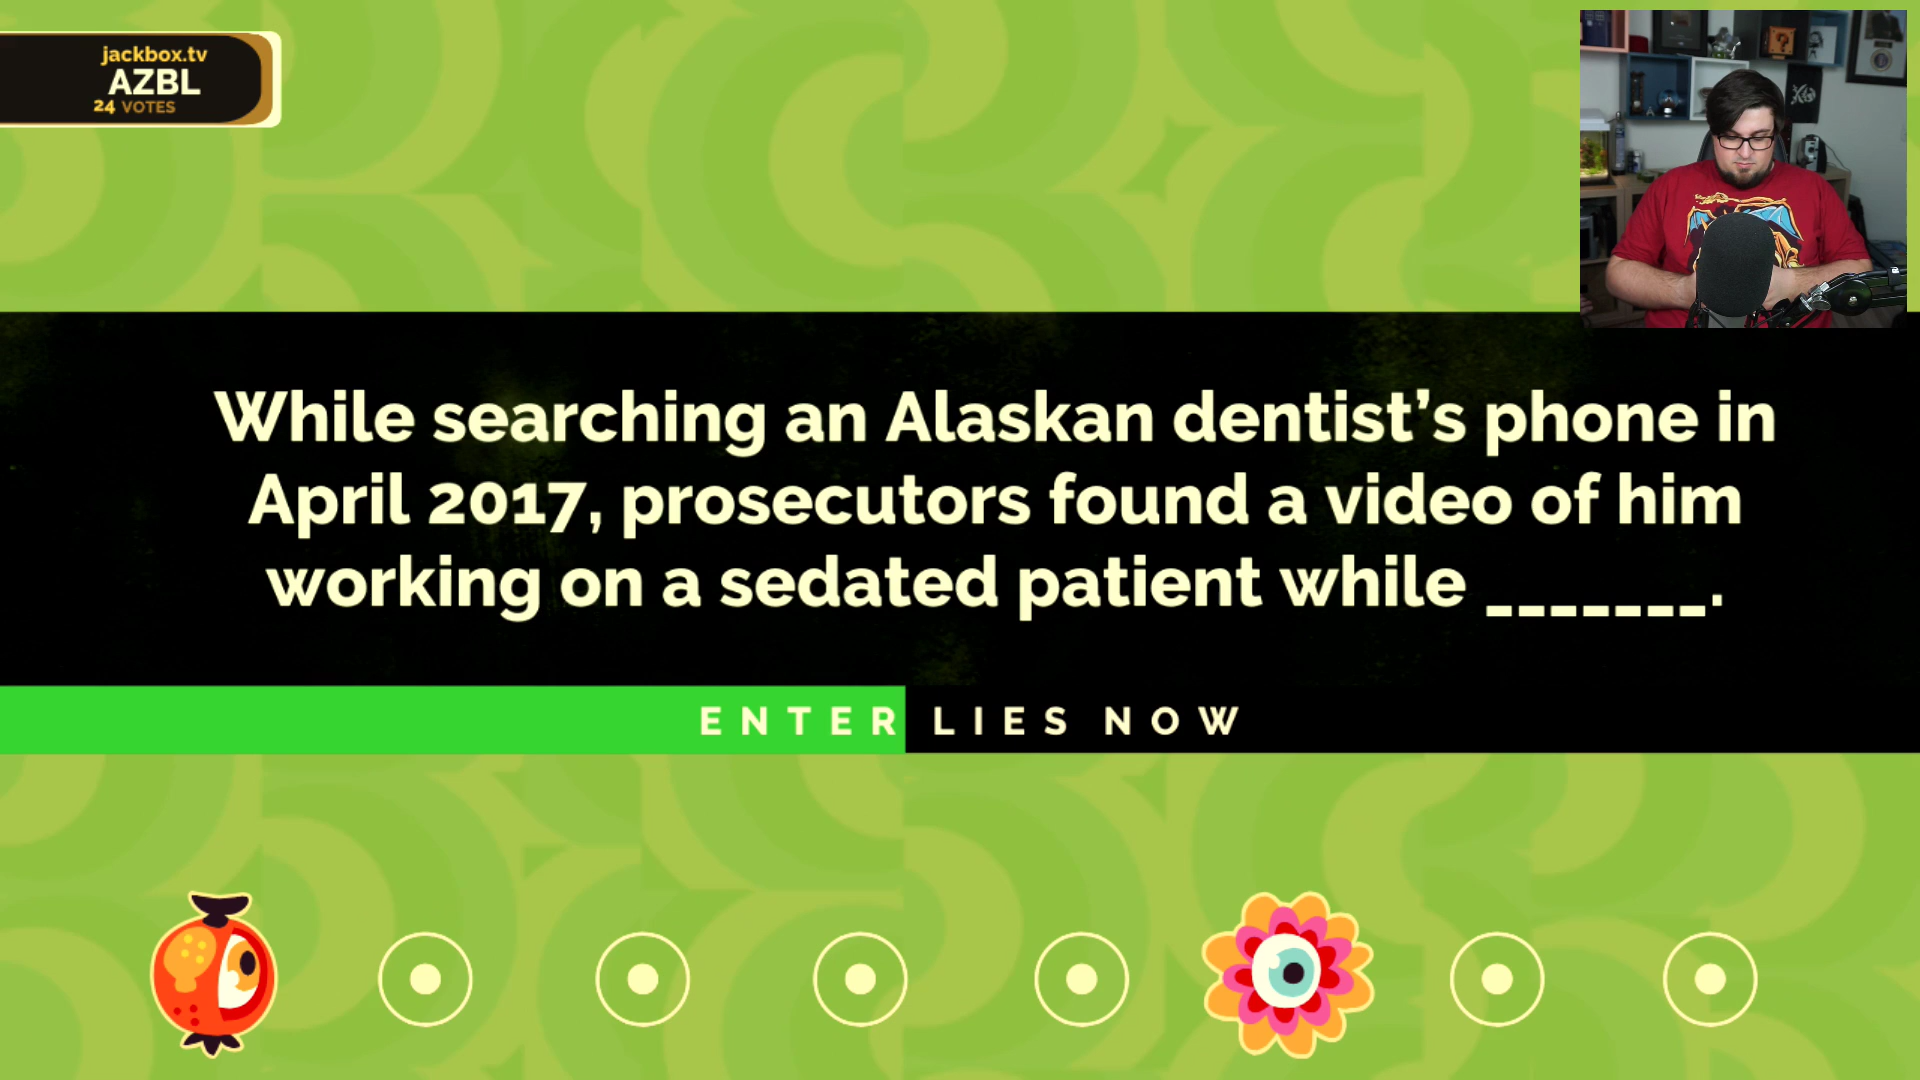 jackbox.tv
AZBL
24 VOTES
While searching an Alaskan dentist’s phone in
April 2017, prosecutors found a video of him
working on a sedated patient while _______.
ENTER LIES NOW